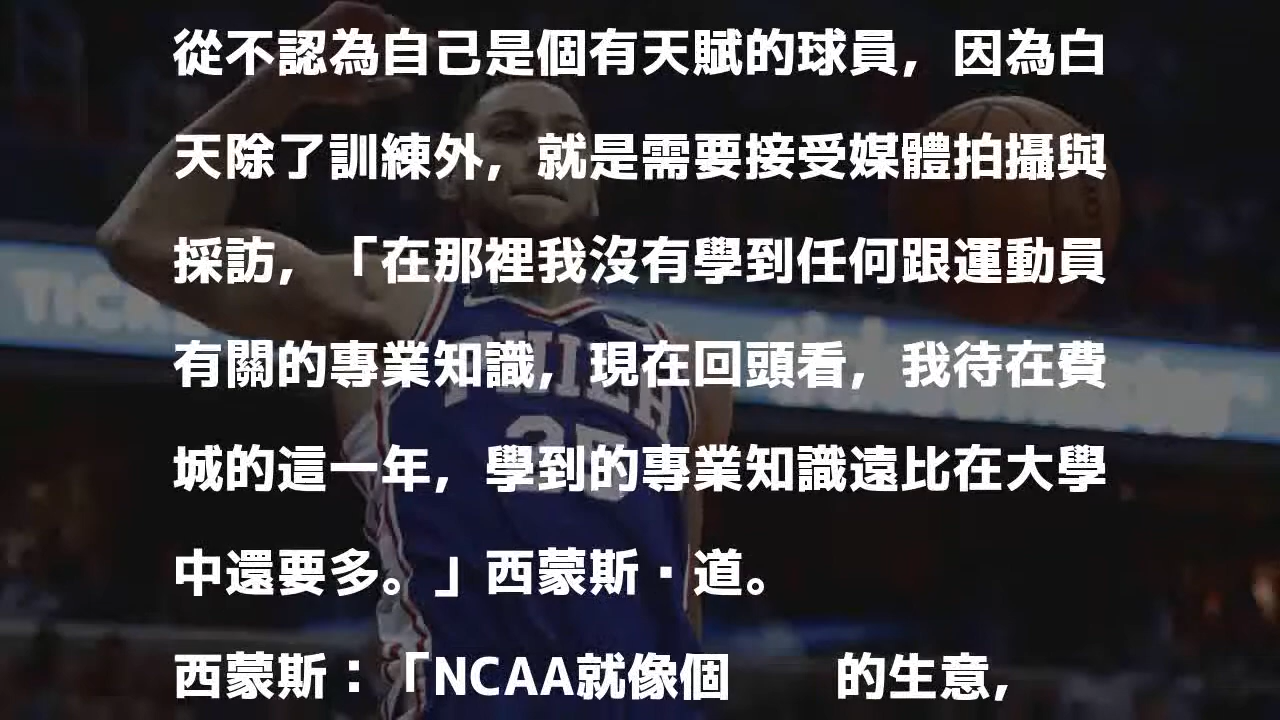 從不認為自己是個有天賦的球員，因為白
天除了訓練外，就是需要接受媒體拍攝與
採訪，「在那裡我沒有學到任何跟運動員
有關的專業知識，現在回頭看，我待在費
城的這一年，學到的專業知識遠比在大學
中還要多。」西蒙斯·道。
西蒙斯：「NCAA就像個　　的生意，
PHILA
25